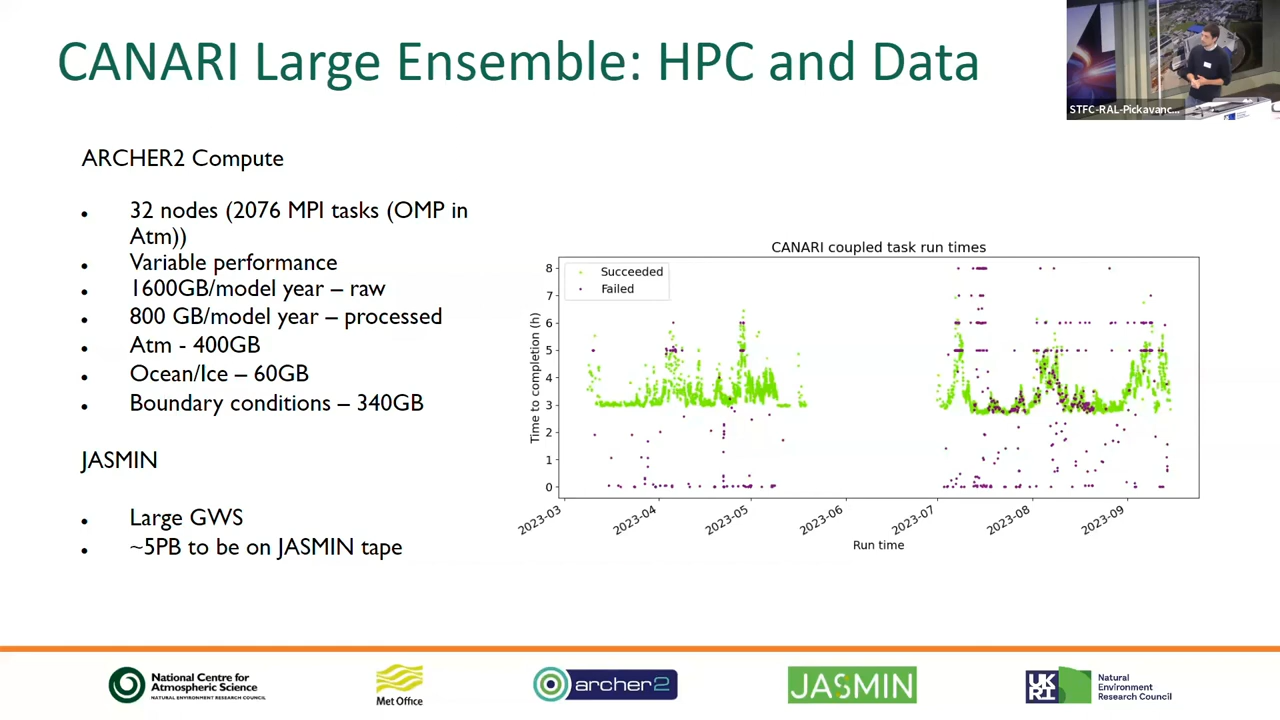 CANARI Large Ensemble: HPC and Data
STFC-RAL-Pickavanc...
ARCHER2 Compute
• 32 nodes (2076 MPI tasks (OMP in
Atm))
• Variable performance
• 1600GB/model year – raw
• 800 GB/model year – processed
• Atm - 400GB
• Ocean/Ice – 60GB
• Boundary conditions – 340GB
JASMIN
• Large GWS
• ~5PB to be on JASMIN tape
CANARI coupled task run times
Succeeded
Failed
Time to completion (h)
8
7
6
5
4
3
2
1
0
2023-03
2023-04
2023-05
2023-06
2023-07
2023-08
2023-09
Run time
National Centre for
Atmospheric Science
NATURAL ENVIRONMENT RESEARCH COUNCIL
Met Office
archer2
JASMIN
UK
RI
Natural
Environment
Research Council